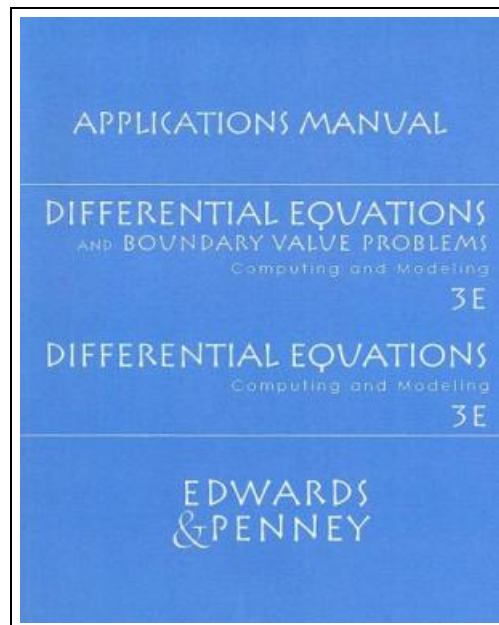 APPLICATIONS MANUAL
DIFFERENTIAL EQUATIONS
AND BOUNDARY VALUE PROBLEMS
Computing and Modeling
3E
DIFFERENTIAL EQUATIONS
Computing and Modeling
3E
EDWARDS
&PENNEY